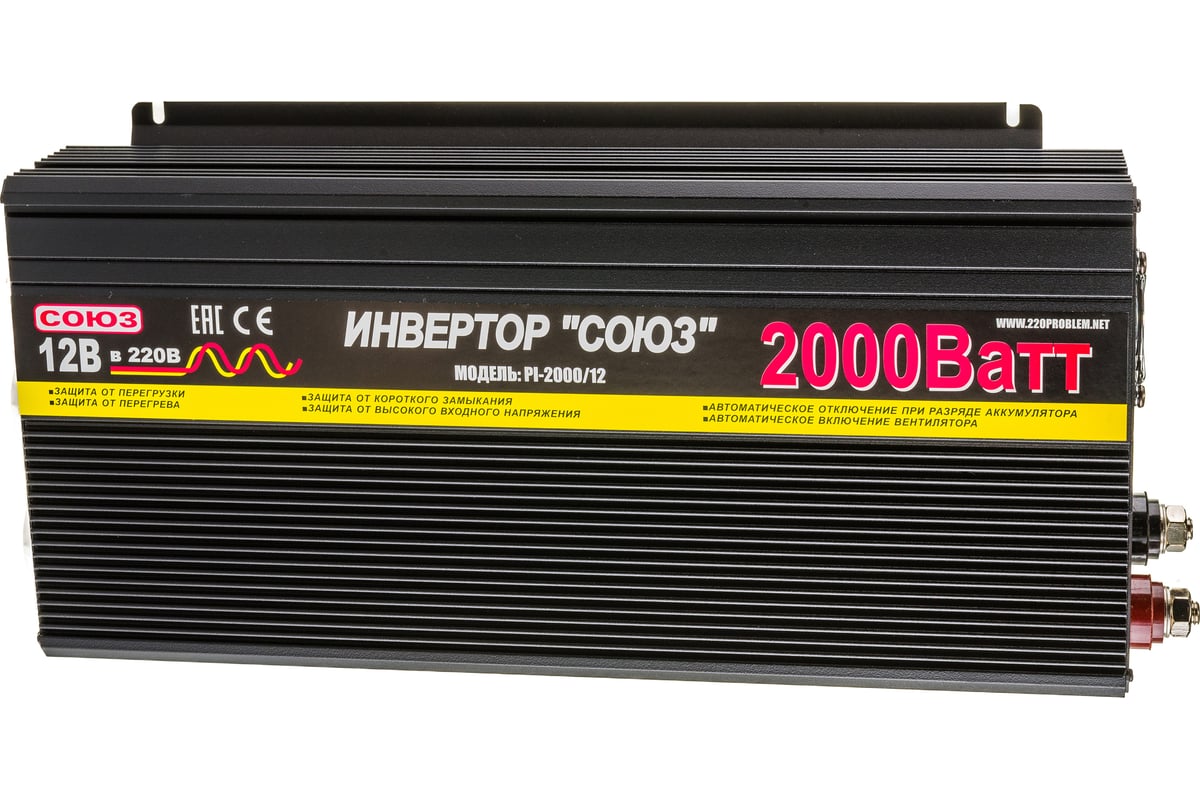 СОЮЗ
EAC CE
12В в 220В
ИНВЕРТОР "СОЮЗ"
МОДЕЛЬ: PI-2000/12
WWW.220PROBLEM.NET
2000Ватт
▪ЗАЩИТА ОТ ПЕРЕГРУЗКИ
▪ЗАЩИТА ОТ ПЕРЕГРЕВА
▪ЗАЩИТА ОТ КОРОТКОГО ЗАМЫКАНИЯ
▪ЗАЩИТА ОТ ВЫСОКОГО ВХОДНОГО НАПРЯЖЕНИЯ
▪АВТОМАТИЧЕСКОЕ ОТКЛЮЧЕНИЕ ПРИ РАЗРЯДЕ АККУМУЛЯТОРА
▪АВТОМАТИЧЕСКОЕ ВКЛЮЧЕНИЕ ВЕНТИЛЯТОРА